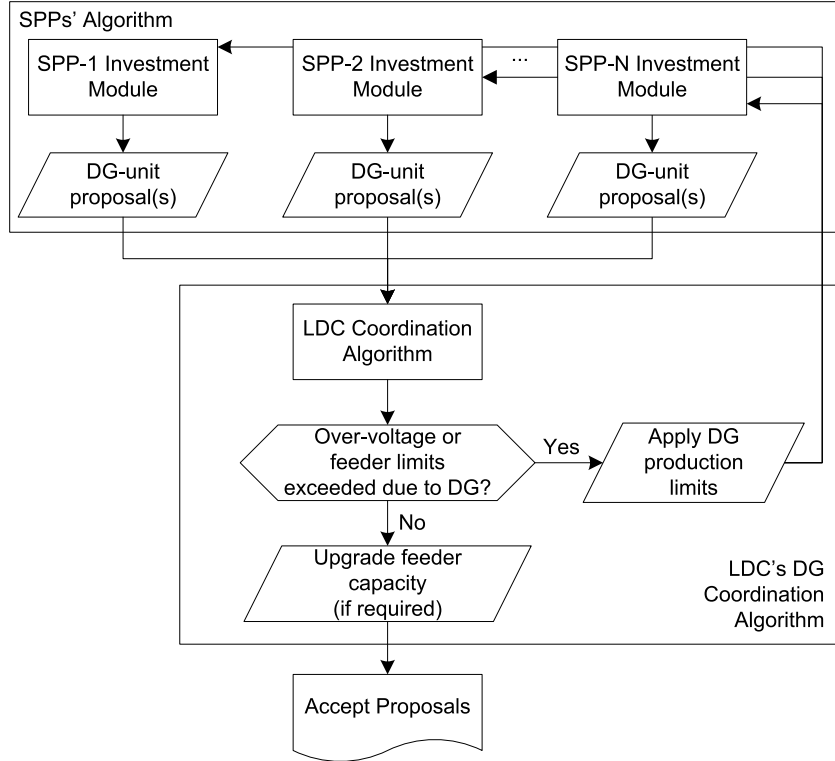 SPPs' Algorithm
SPP-1 Investment
Module
SPP-2 Investment
Module
...
SPP-N Investment
Module
DG-unit
proposal(s)
DG-unit
proposal(s)
DG-unit
proposal(s)
LDC Coordination
Algorithm
Over-voltage or
feeder limits
exceeded due to DG?
Yes
Apply DG
production
limits
No
Upgrade feeder
capacity
(if required)
LDC's DG
Coordination
Algorithm
Accept Proposals